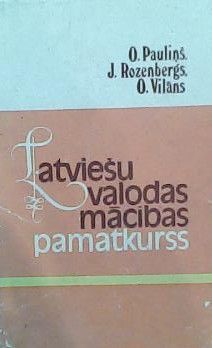 O. Pauliņš,
J. Rozenbergs,
O. Vilāns
Latviešu
valodas
mācības
pamatkurss